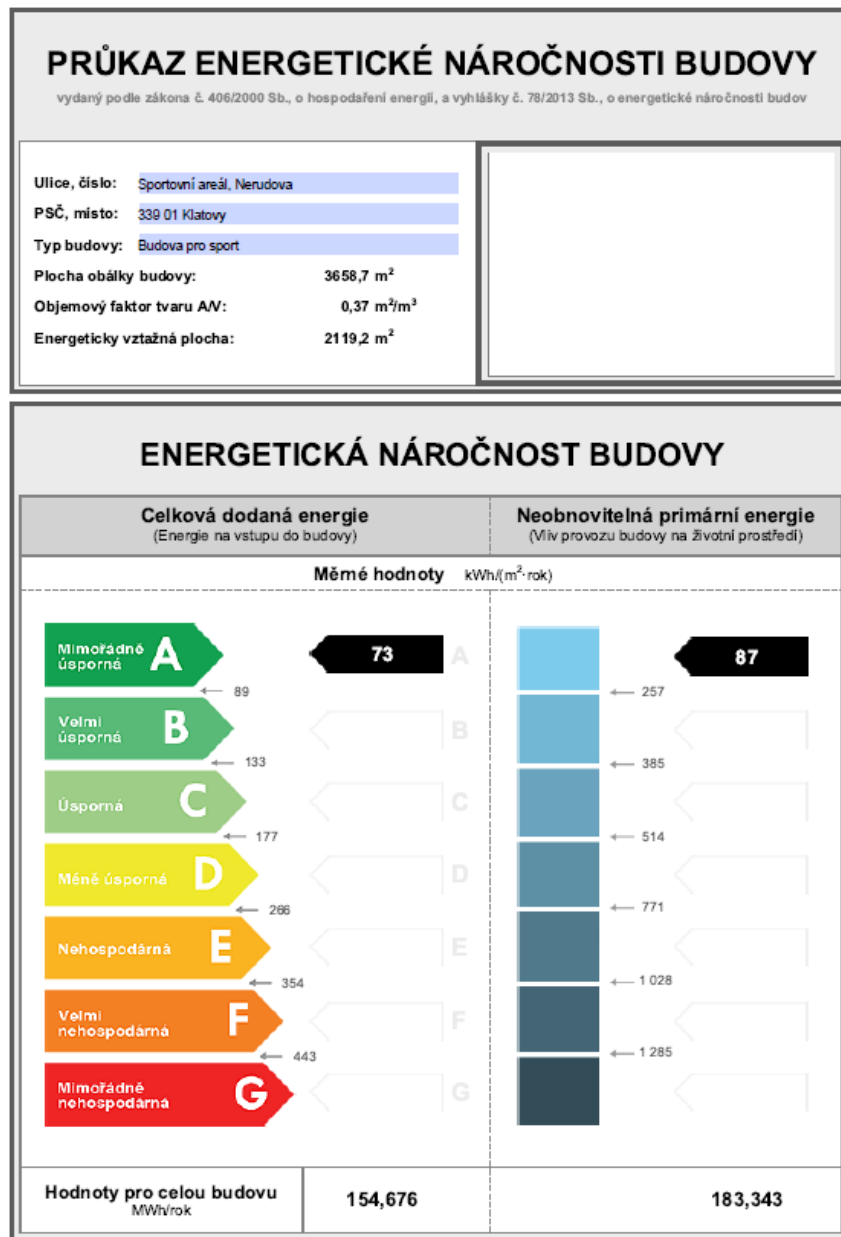 PRŮKAZ ENERGETICKÉ NÁROČNOSTI BUDOVY
vydaný podle zákona č. 406/2000 Sb., o hospodaření energií, a vyhlášky č. 78/2013 Sb., o energetické náročnosti budov
Ulice, číslo: Sportovní areál, Nerudova
PSČ, místo: 339 01 Klatovy
Typ budovy: Budova pro sport
Plocha obálky budovy: 3658,7 m²
Objemový faktor tvaru A/V: 0,37 m²/m³
Energeticky vztažná plocha: 2119,2 m²
ENERGETICKÁ NÁROČNOST BUDOVY
Celková dodaná energie
(Energie na vstupu do budovy)
Neobnovitelná primární energie
(Vliv provozu budovy na životní prostředí)
Měrné hodnoty kWh/(m²·rok)
Mimořádně
úsporná A 73 A 87
89 257
Velmi
úsporná B B
133 385
Úsporná C C
177 514
Méně úsporná D D
266 771
Nehospodárná E E
354 1 028
Velmi
nehospodárná F F
443 1 285
Mimořádně
nehospodárná G G
Hodnoty pro celou budovu
MWh/rok
154,676 183,343